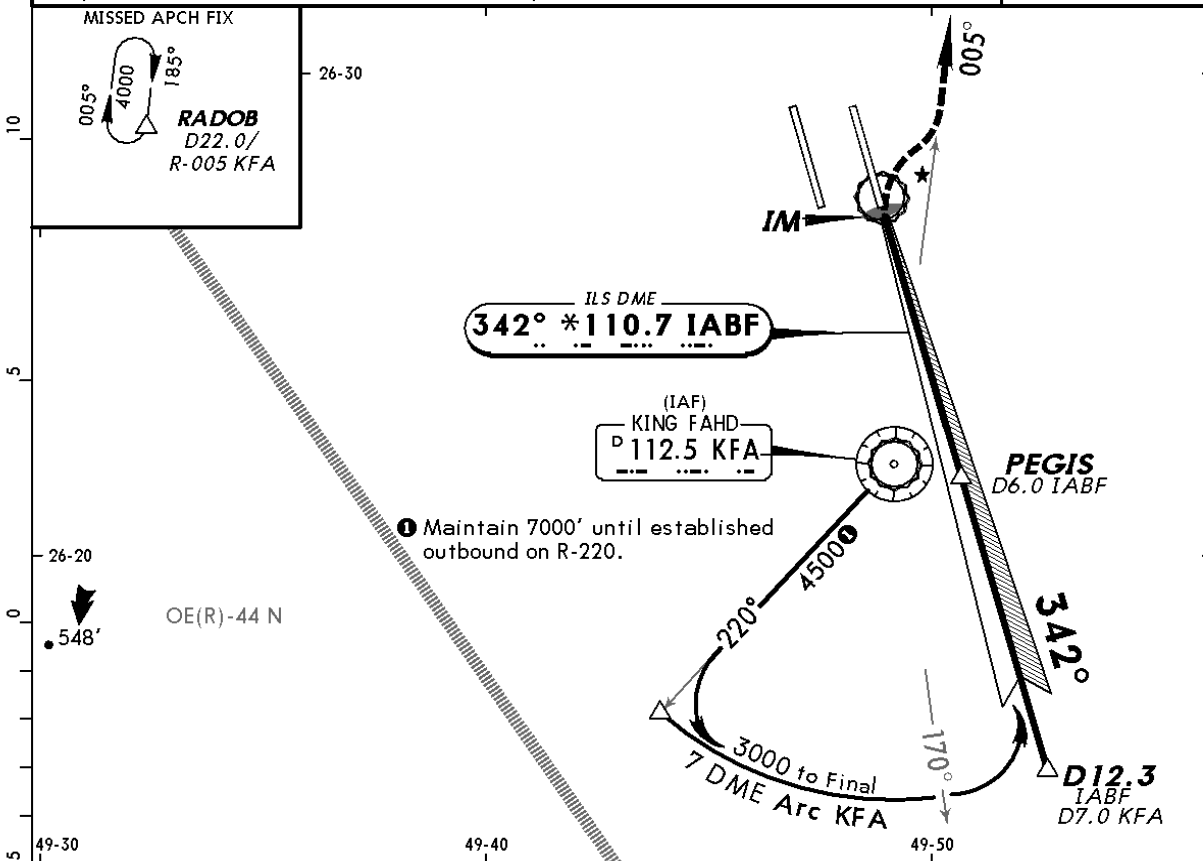 MISSED APCH FIX
005°
4000
185°
RADOB
D22.0/
R-005 KFA
26-30
005°
10
IM
ILS DME
342° *110.7 IABF
5
(IAF)
KING FAHD
D 112.5 KFA
PEGIS
D6.0 IABF
❶ Maintain 7000' until established
outbound on R-220.
4500❶
26-20
220°
0
548'
OE(R)-44 N
342°
170°
3000 to Final
7 DME Arc KFA
D12.3
IABF
D7.0 KFA
5
49-30
49-40
49-50